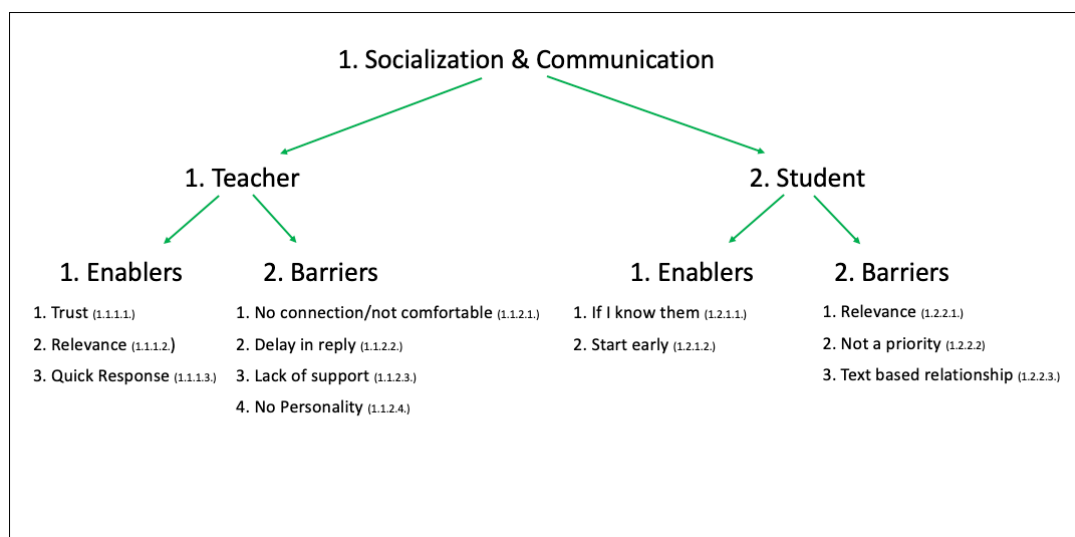 1. Socialization & Communication
1. Teacher
2. Student
1. Enablers
2. Barriers
1. Enablers
2. Barriers
1. Trust (1.1.1.1.)
2. Relevance (1.1.1.2.)
3. Quick Response (1.1.1.3.)
1. No connection/not comfortable (1.1.2.1.)
2. Delay in reply (1.1.2.2.)
3. Lack of support (1.1.2.3.)
4. No Personality (1.1.2.4.)
1. If I know them (1.2.1.1.)
2. Start early (1.2.1.2.)
1. Relevance (1.2.2.1.)
2. Not a priority (1.2.2.2)
3. Text based relationship (1.2.2.3.)